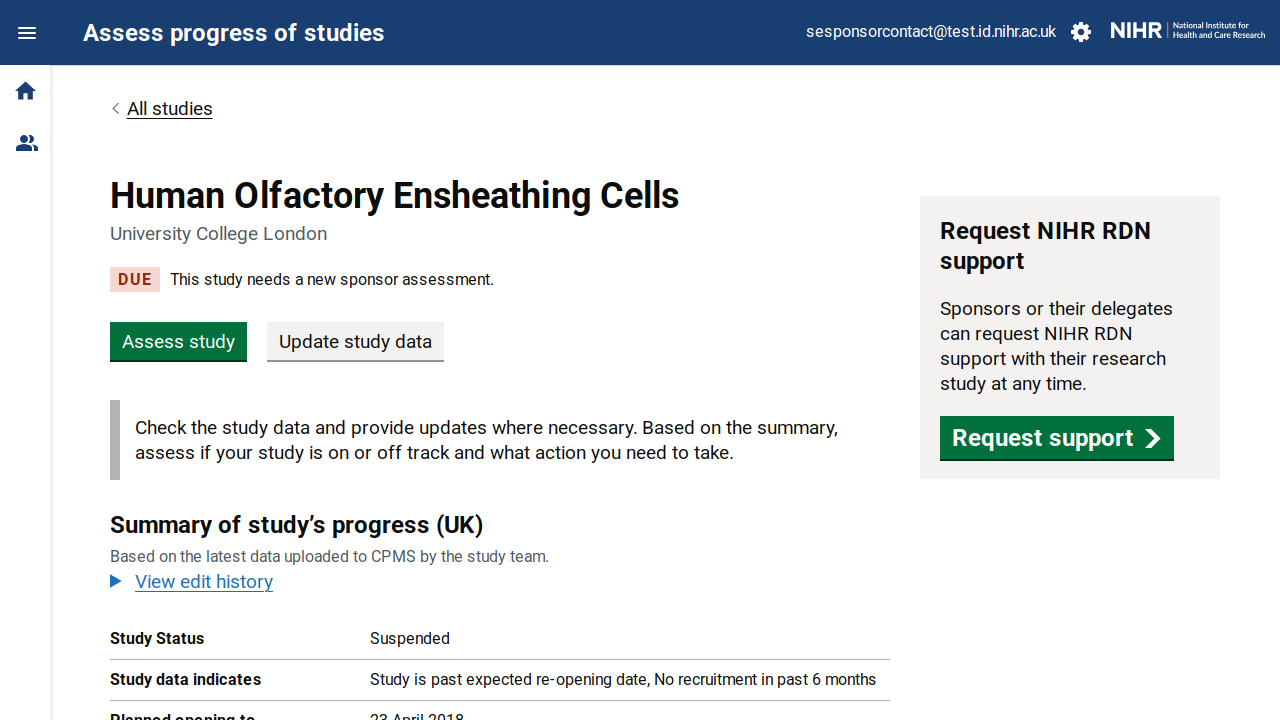 Assess progress of studies
sesponsorcontact@test.id.nihr.ac.uk
NIHR
National Institute for
Health and Care Research
All studies
Human Olfactory Ensheathing Cells
University College London
DUE
This study needs a new sponsor assessment.
Assess study
Update study data
Check the study data and provide updates where necessary. Based on the summary,
assess if your study is on or off track and what action you need to take.
Summary of study’s progress (UK)
Based on the latest data uploaded to CPMS by the study team.
View edit history
Study Status
Suspended
Study data indicates
Study is past expected re-opening date, No recruitment in past 6 months
Planned opening to
23 April 2018
Request NIHR RDN
support
Sponsors or their delegates
can request NIHR RDN
support with their research
study at any time.
Request support